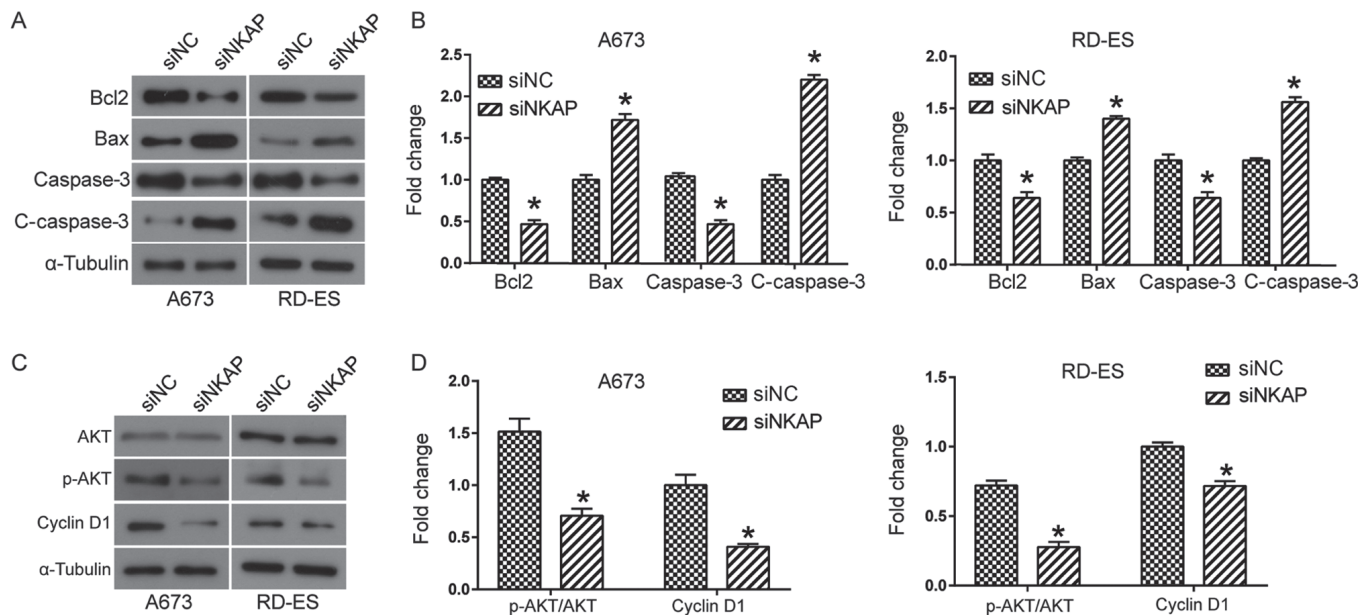 A
siNC siNKAP siNC siNKAP
Bcl2
Bax
Caspase-3
C-caspase-3
α-Tubulin
A673 RD-ES
B
A673
siNC
siNKAP
Fold change
2.5
2.0
1.5
1.0
0.5
0.0
* * * *
Bcl2 Bax Caspase-3 C-caspase-3
RD-ES
siNC
siNKAP
Fold change
2.0
1.5
1.0
0.5
0.0
* * * *
Bcl2 Bax Caspase-3 C-caspase-3
C
siNC siNKAP siNC siNKAP
AKT
p-AKT
Cyclin D1
α-Tubulin
A673 RD-ES
D
A673
siNC
siNKAP
Fold change
2.0
1.5
1.0
0.5
0.0
* *
p-AKT/AKT Cyclin D1
RD-ES
siNC
siNKAP
Fold change
1.5
1.0
0.5
0.0
* *
p-AKT/AKT Cyclin D1